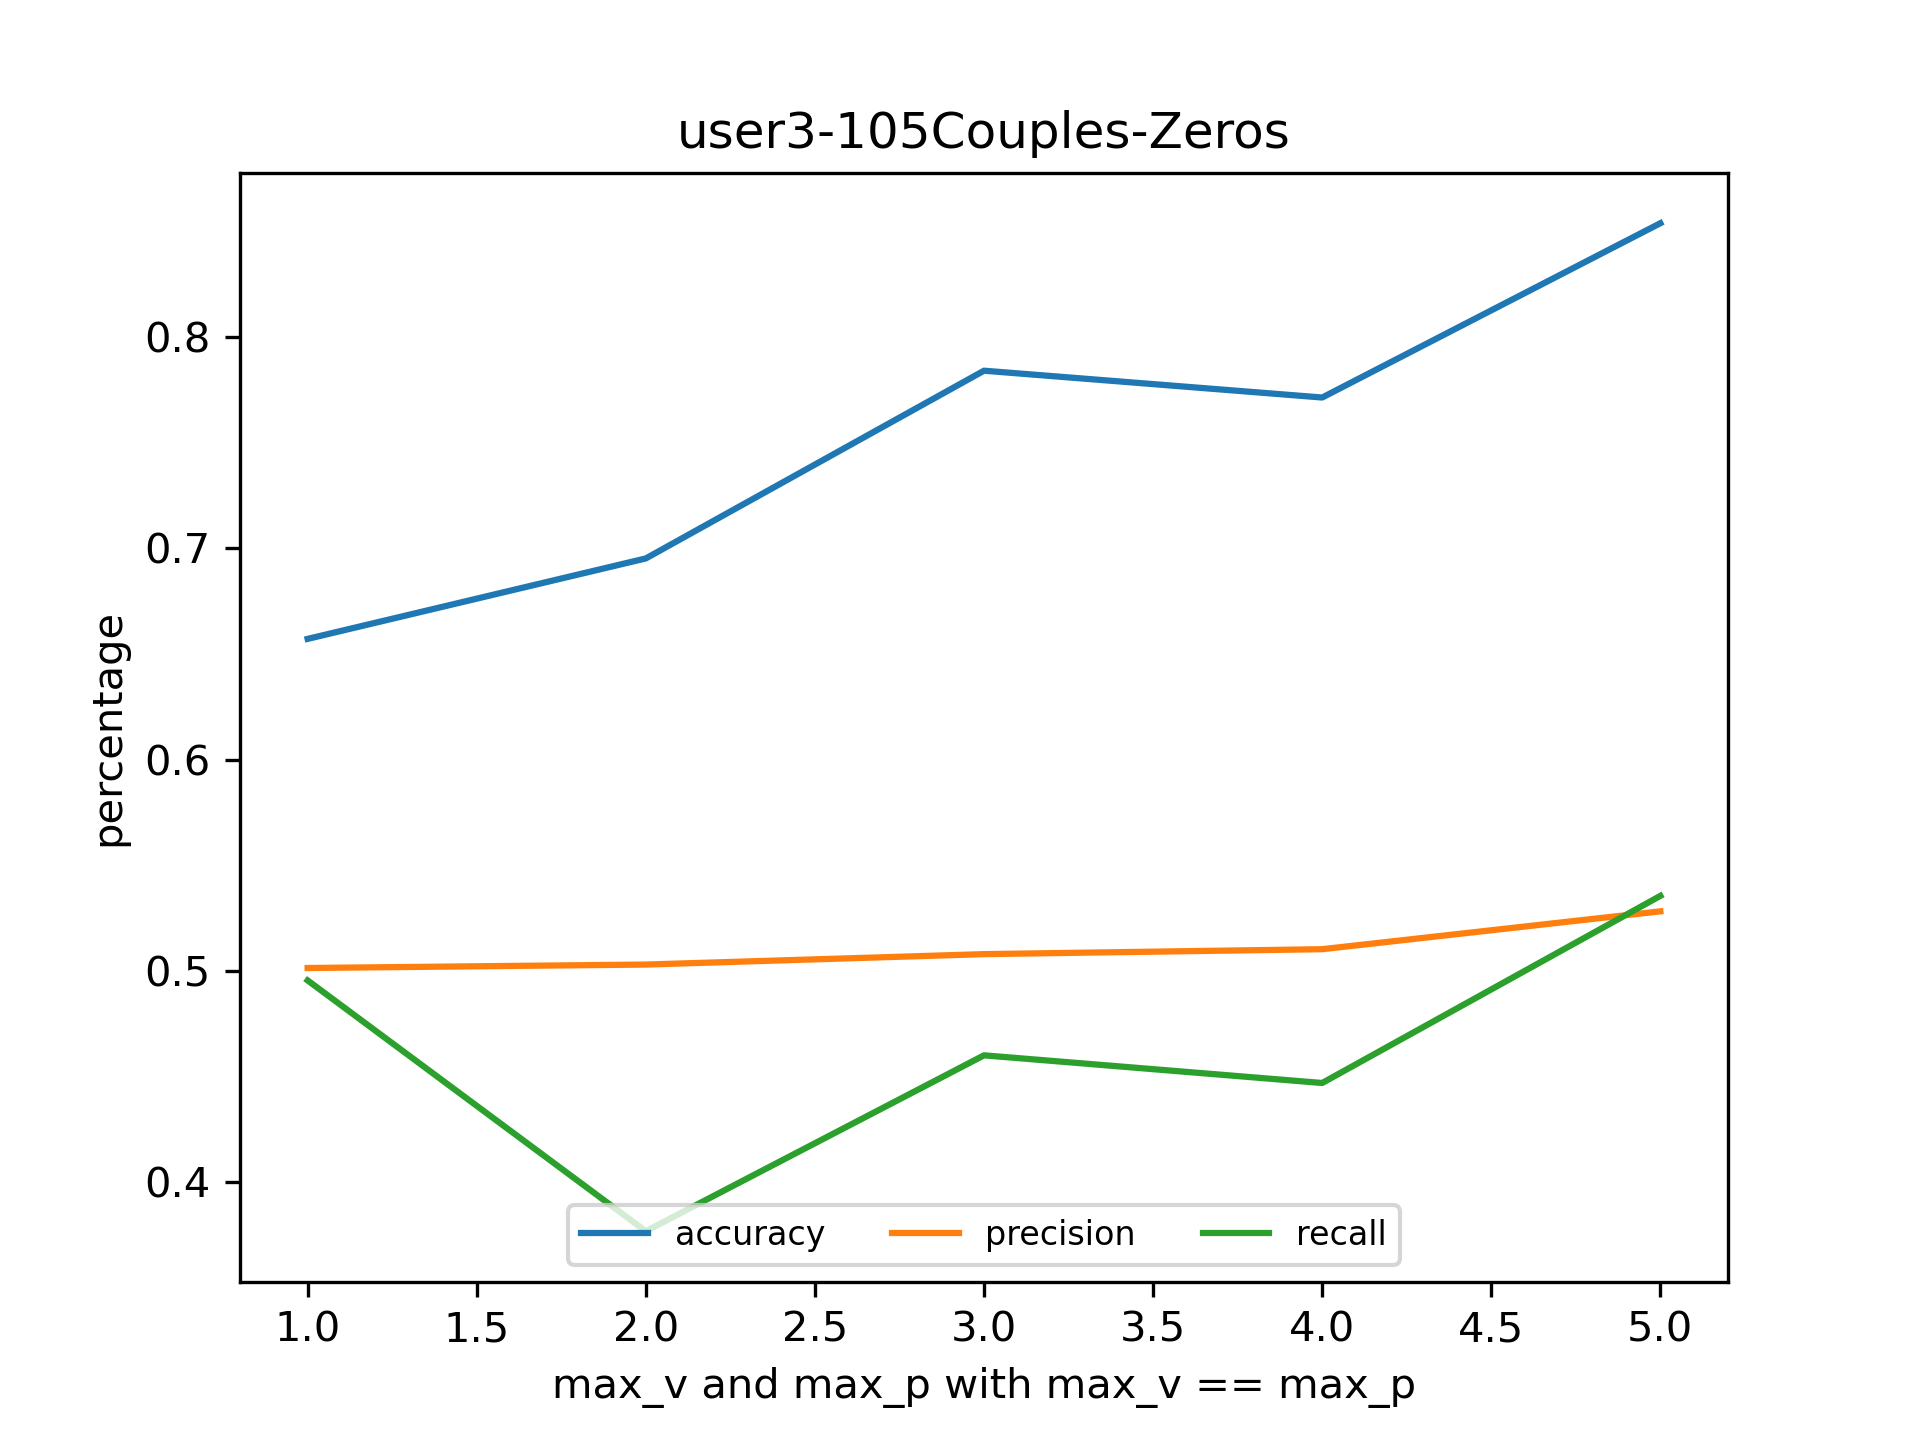 user3-105Couples-Zeros
percentage
0.8
0.7
0.6
0.5
0.4
accuracy precision recall
1.0 1.5 2.0 2.5 3.0 3.5 4.0 4.5 5.0
max_v and max_p with max_v == max_p